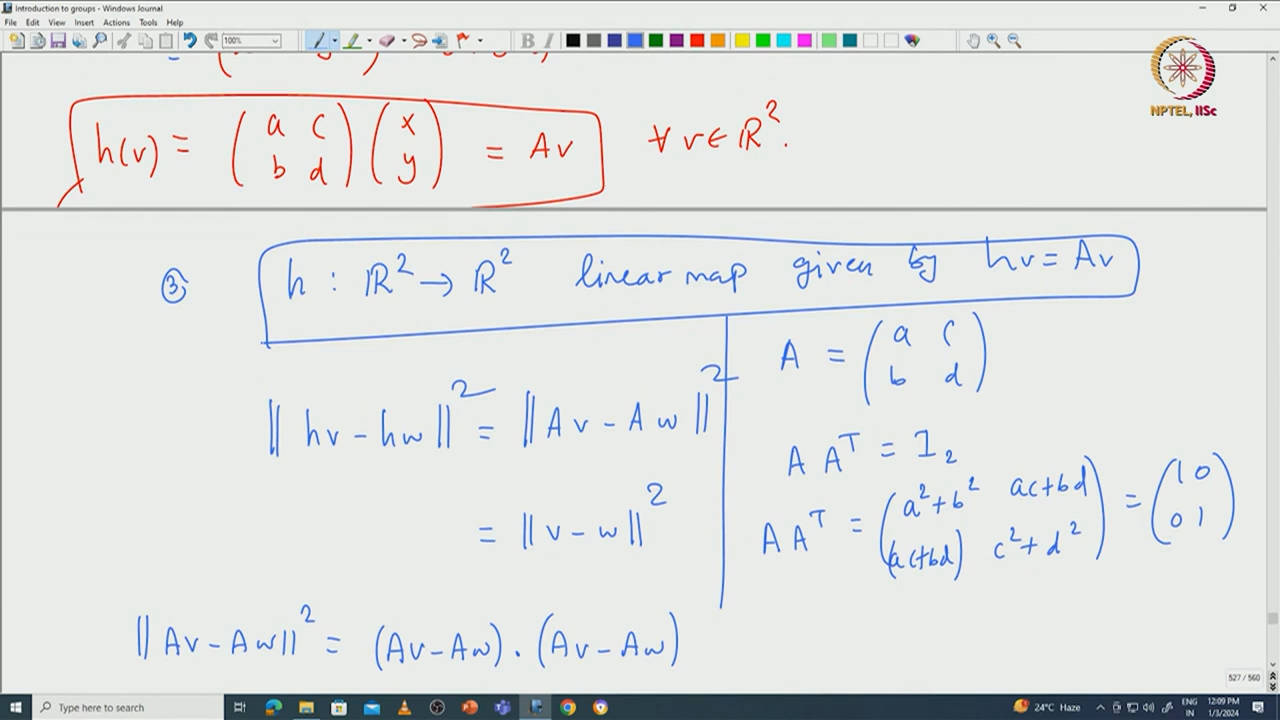 Introduction to groups - Windows Journal
File Edit View Insert Actions Tools Help
100%
B I
NPTEL, IISc
h(v) = ( a c ) ( x ) = Av ∀ v ∈ ℝ².
( b d ) ( y )
③ h : ℝ² → ℝ² linear map given by hv = Av
A = ( a c )
( b d )
|| hv - hw ||² = || Av - Aw ||²
A Aᵀ = I₂
= || v - w ||²
A Aᵀ = ( a² + b² ac+bd ) = ( 1 0 )
( (ac+bd) c² + d² ) ( 0 1 )
|| Av - Aw ||² = (Av - Aw) · (Av - Aw)
527 / 560
Type here to search
24°C Haze
ENG
IN
12:09 PM
1/3/2024